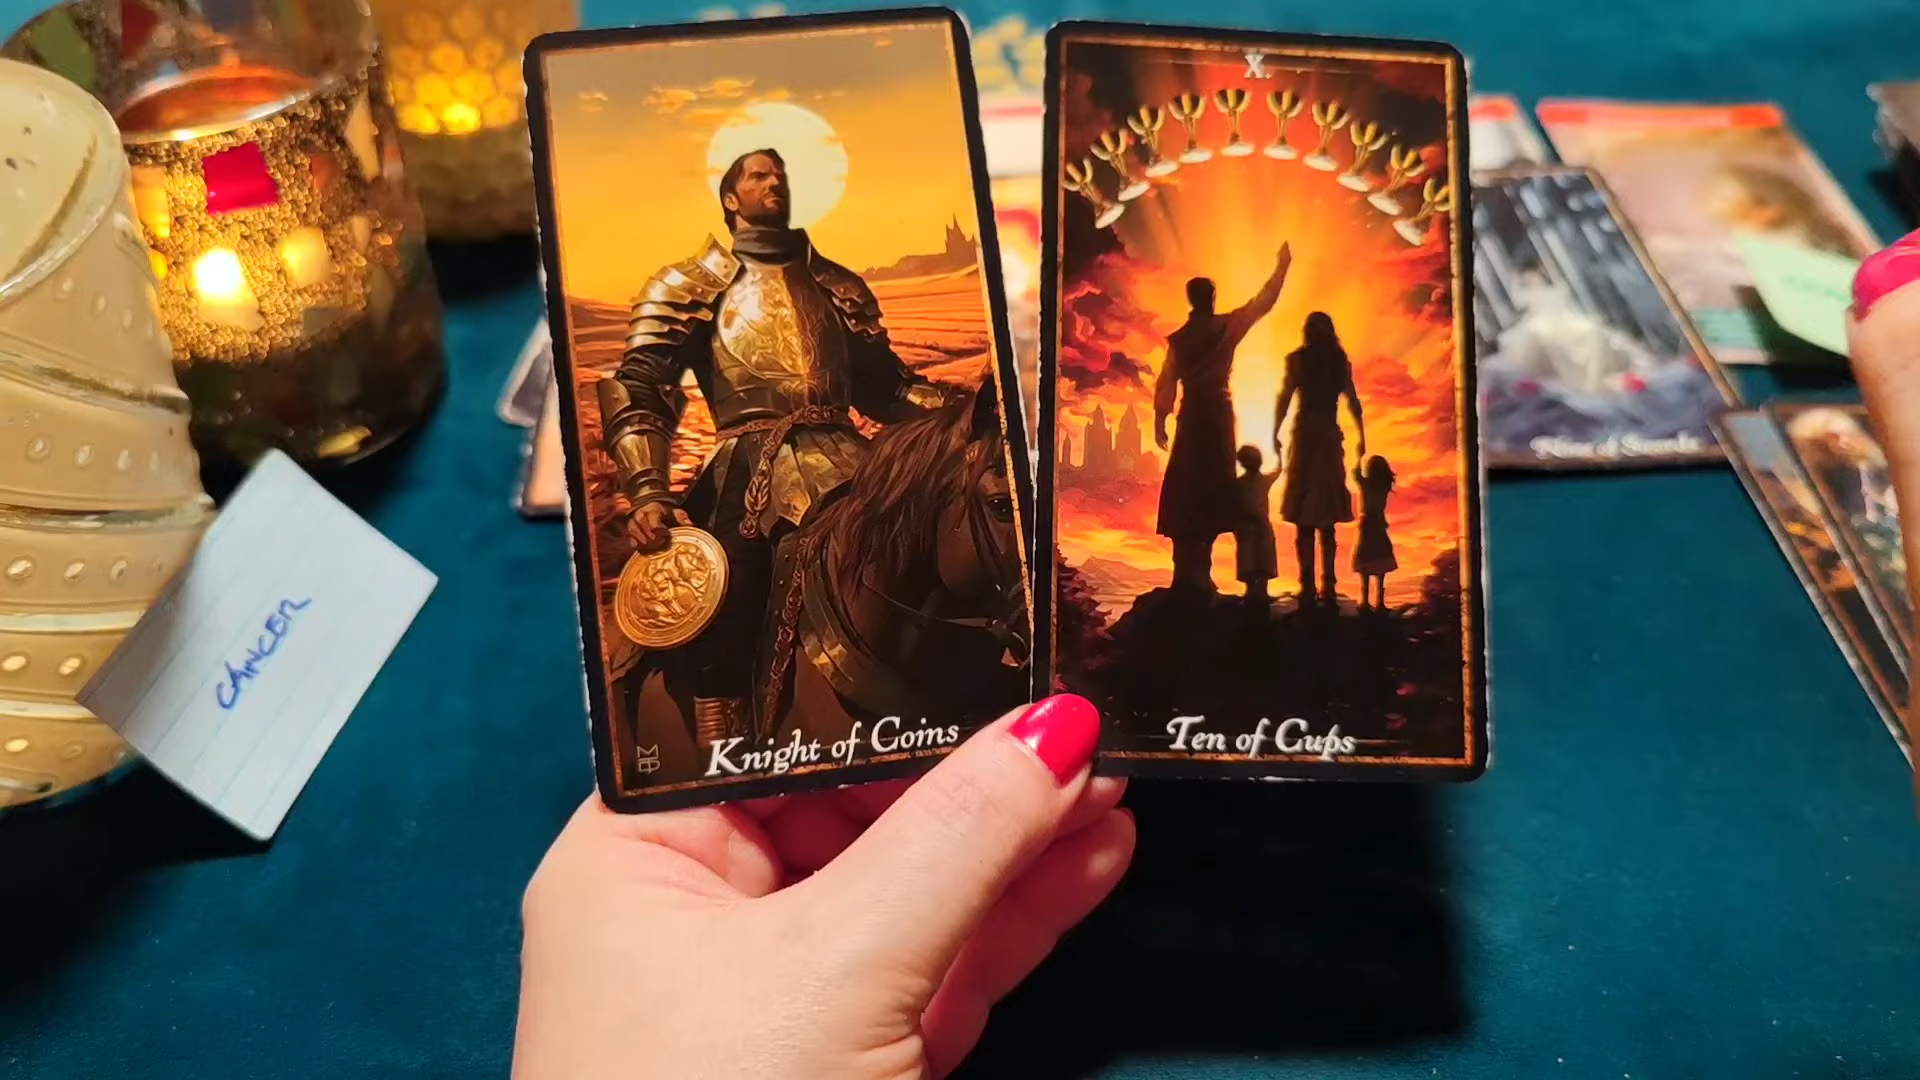 X.
Knight of Coins
Ten of Cups
CANCER
Nine of Swords